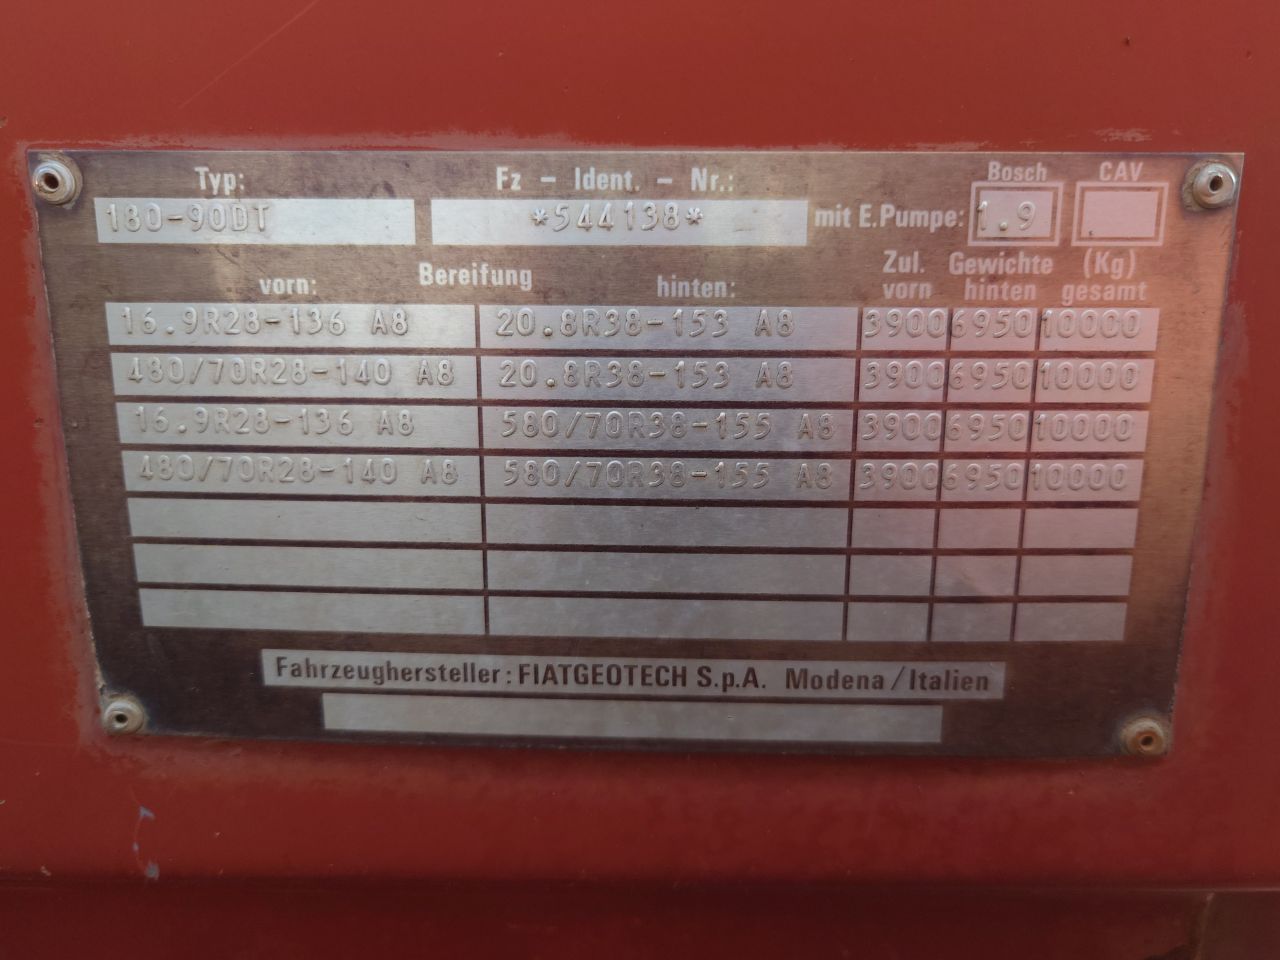 Typ: Fz - Ident. - Nr.: Bosch CAV
180-90DT *544138* mit E.Pumpe: 1.9
Zul. Gewichte (Kg)
vorn: Bereifung hinten: vorn hinten gesamt
16.9R28-136 A8 20.8R38-153 A8 3900 6950 10000
480/70R28-140 A8 20.8R38-153 A8 3900 6950 10000
16.9R28-136 A8 580/70R38-155 A8 3900 6950 10000
480/70R28-140 A8 580/70R38-155 A8 3900 6950 10000
Fahrzeughersteller: FIATGEOTECH S.p.A. Modena/Italien